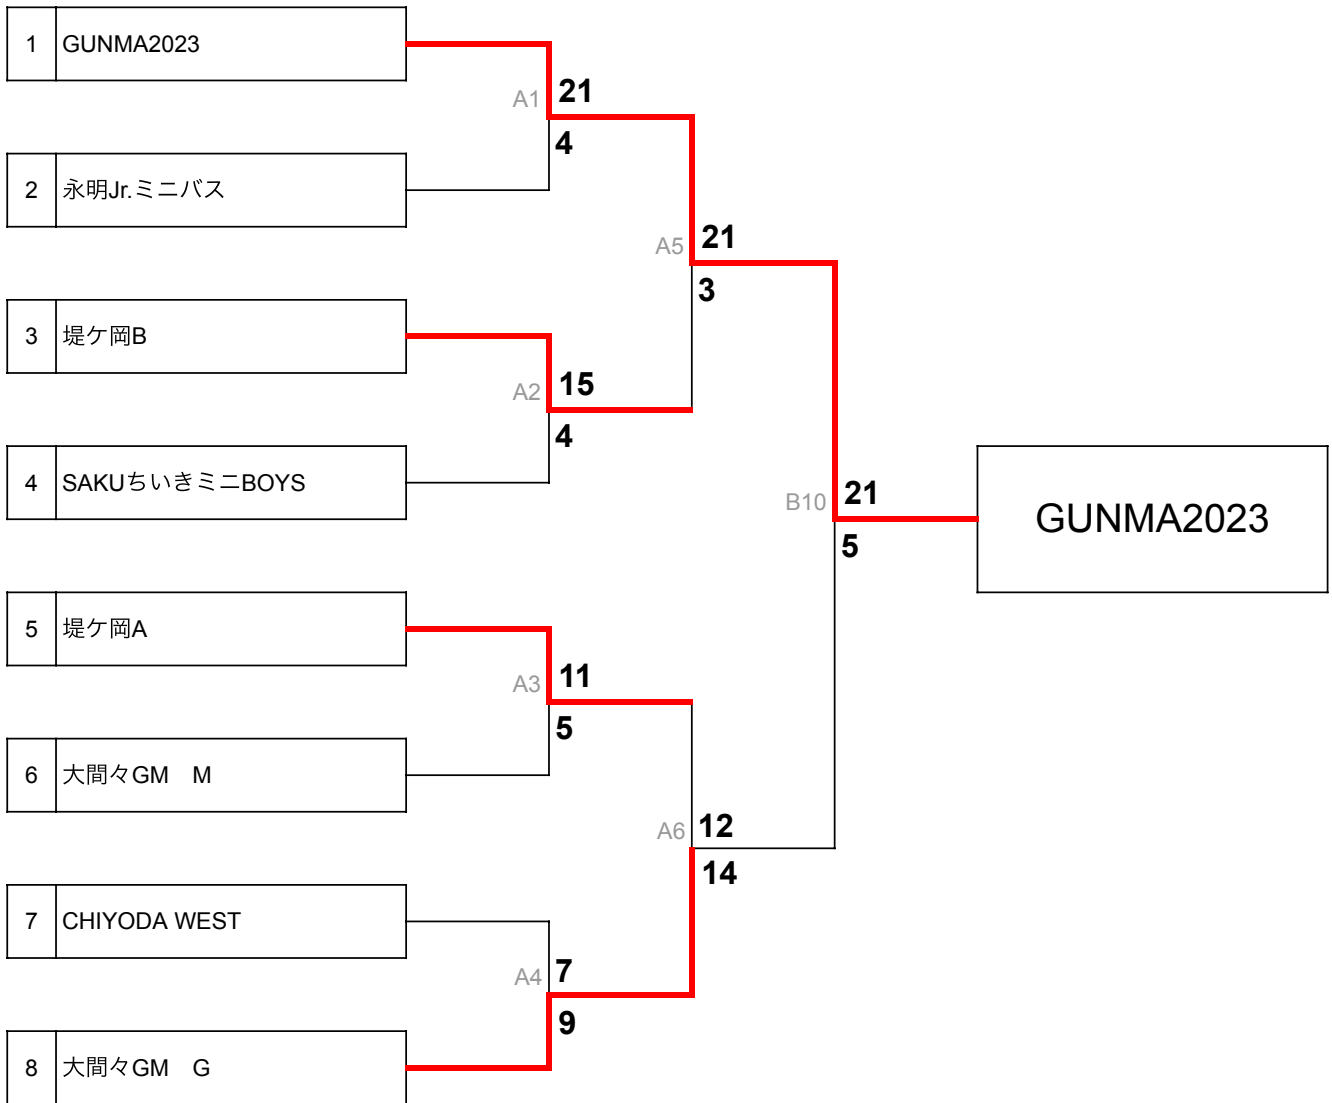 1 GUNMA2023
A1 21
4
2 永明Jr.ミニバス
A5 21
3
3 堤ケ岡B
A2 15
4
4 SAKUちいきミニBOYS
B10 21
5
GUNMA2023
5 堤ケ岡A
A3 11
5
6 大間々GM　M
A6 12
14
7 CHIYODA WEST
A4 7
9
8 大間々GM　G